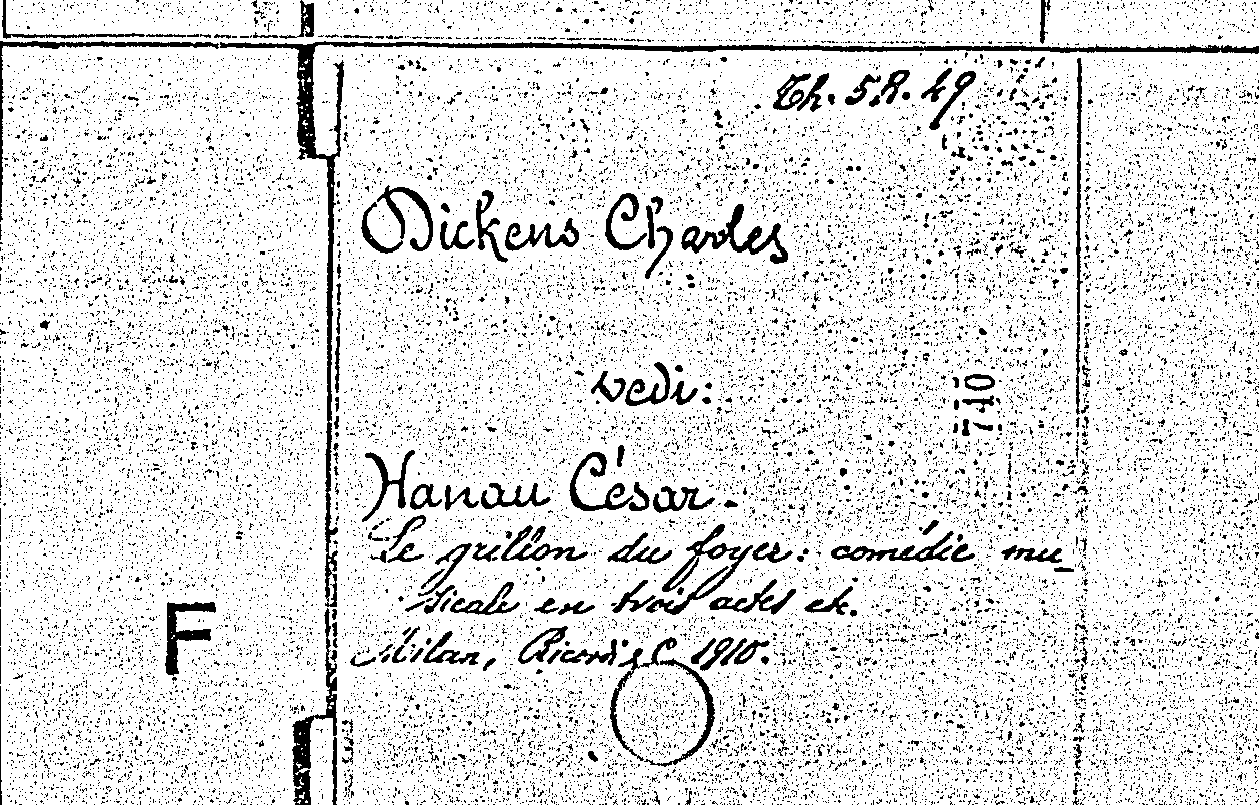 Th. 5.R. 49
Dickens Charles
vedi:
740
Hanau César.
Le grillon du foyer: comédie mu_
sicale en trois actes etc.
Milan, Ricordi & C. 1910.
F